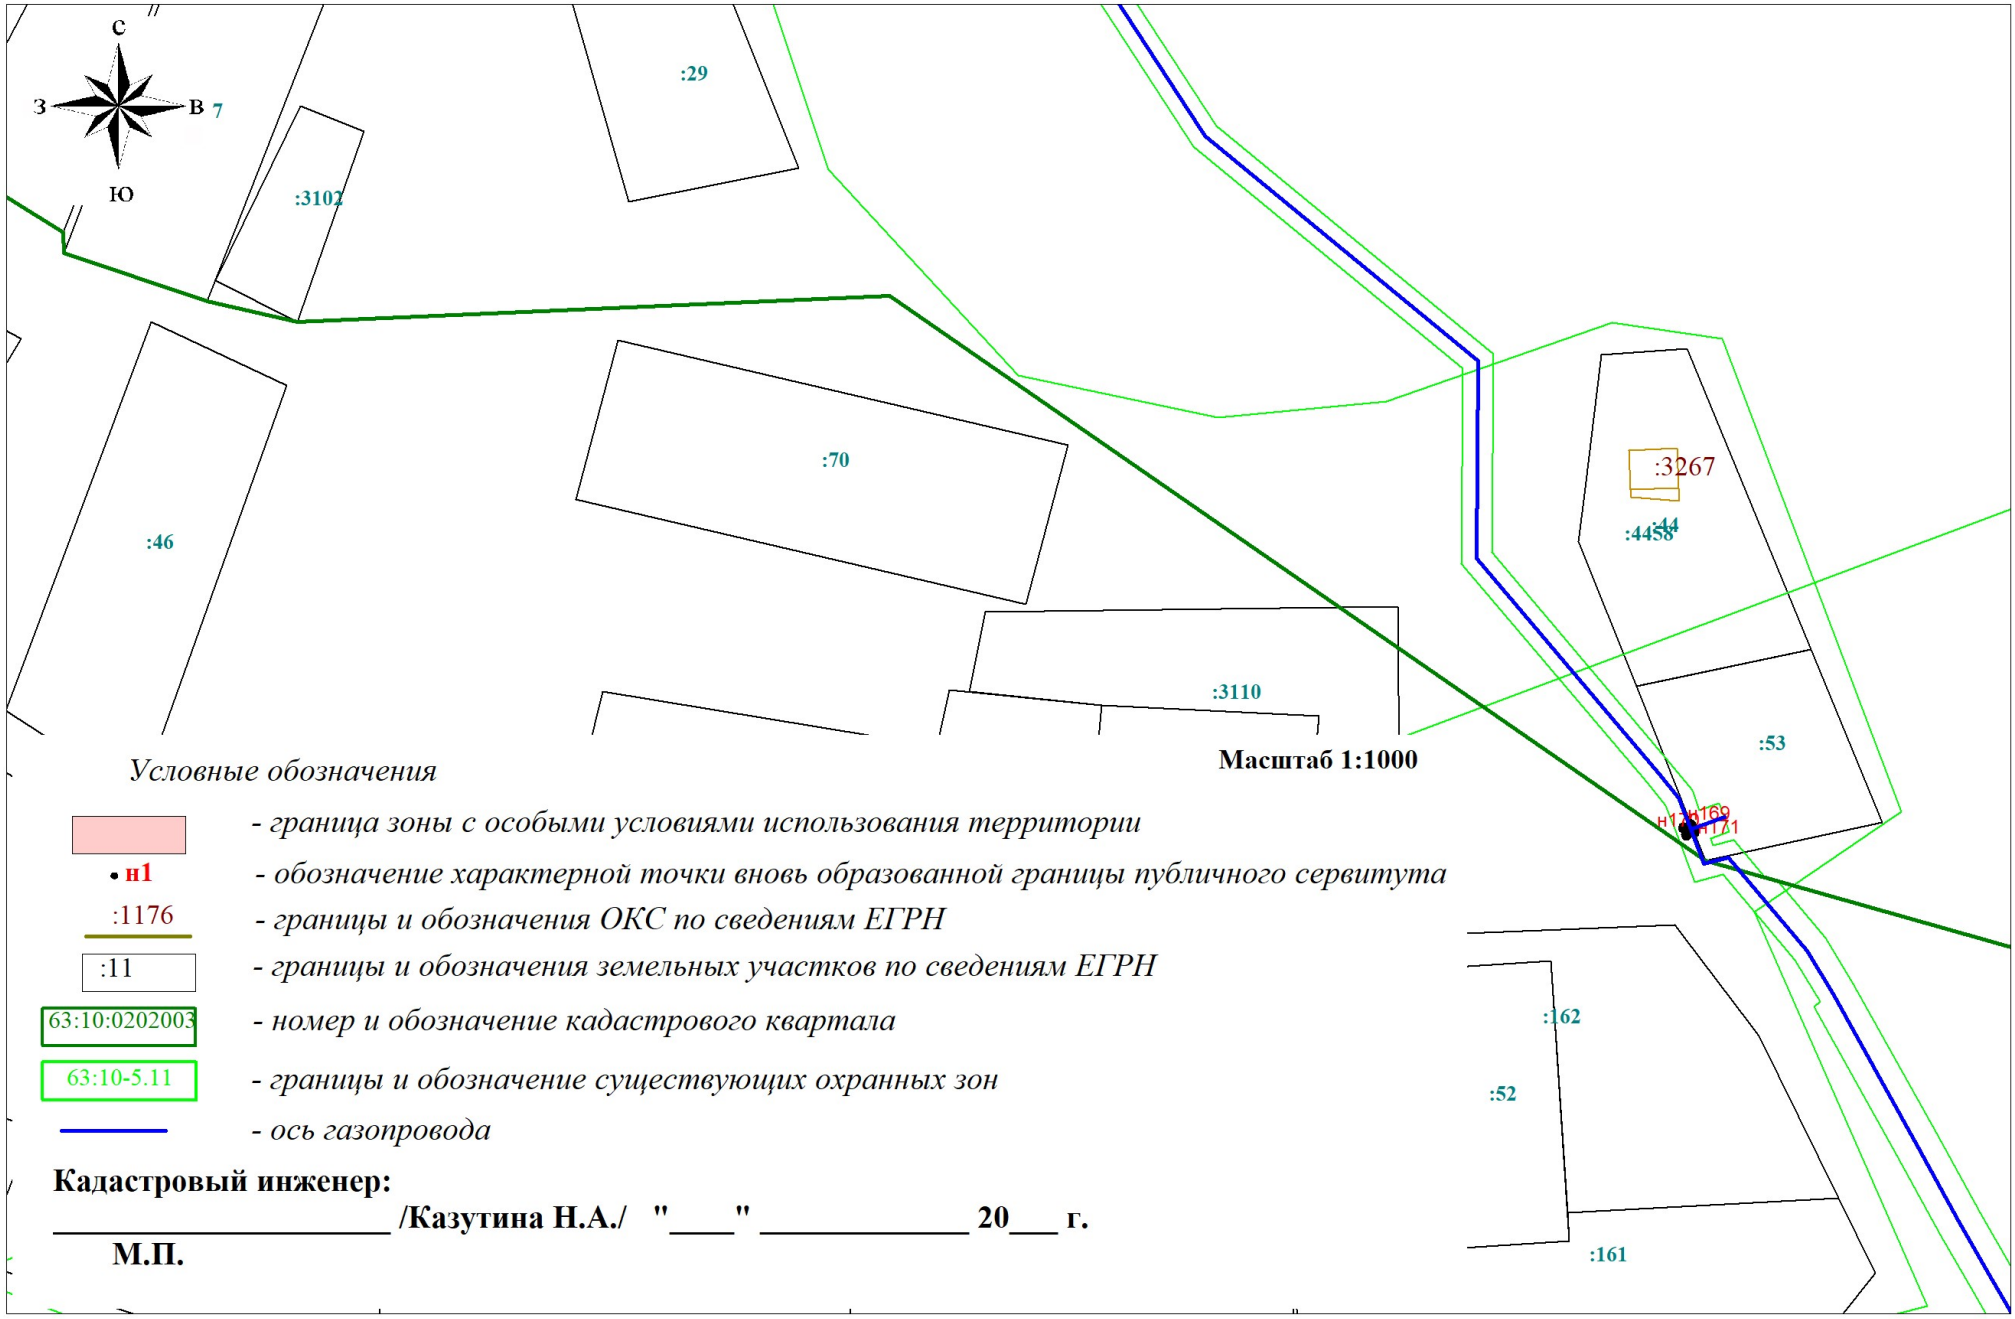 С
З
В
7
Ю
:29
:3102
:3267
:70
:44
:4458
:46
:3110
:53
Масштаб 1:1000
Условные обозначения
н169
н171
- граница зоны с особыми условиями использования территории
н1
- обозначение характерной точки вновь образованной границы публичного сервитута
:1176
- границы и обозначения ОКС по сведениям ЕГРН
:11
- границы и обозначения земельных участков по сведениям ЕГРН
63:10:0202003
- номер и обозначение кадастрового квартала
:162
63:10-5.11
- границы и обозначение существующих охранных зон
:52
- ось газопровода
Кадастровый инженер:
/Казутина Н.А./ "____" _____________ 20___ г.
М.П.
:161